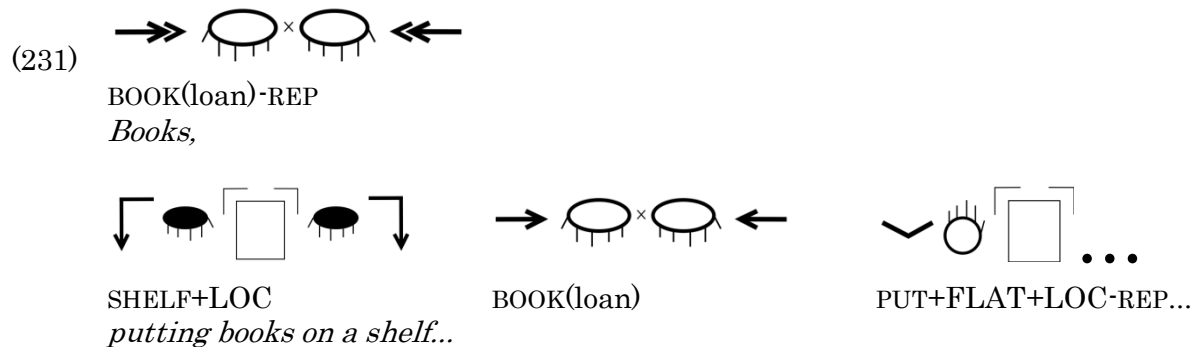 (231)
BOOK(loan)-REP
Books,
SHELF+LOC BOOK(loan) PUT+FLAT+LOC-REP...
putting books on a shelf...